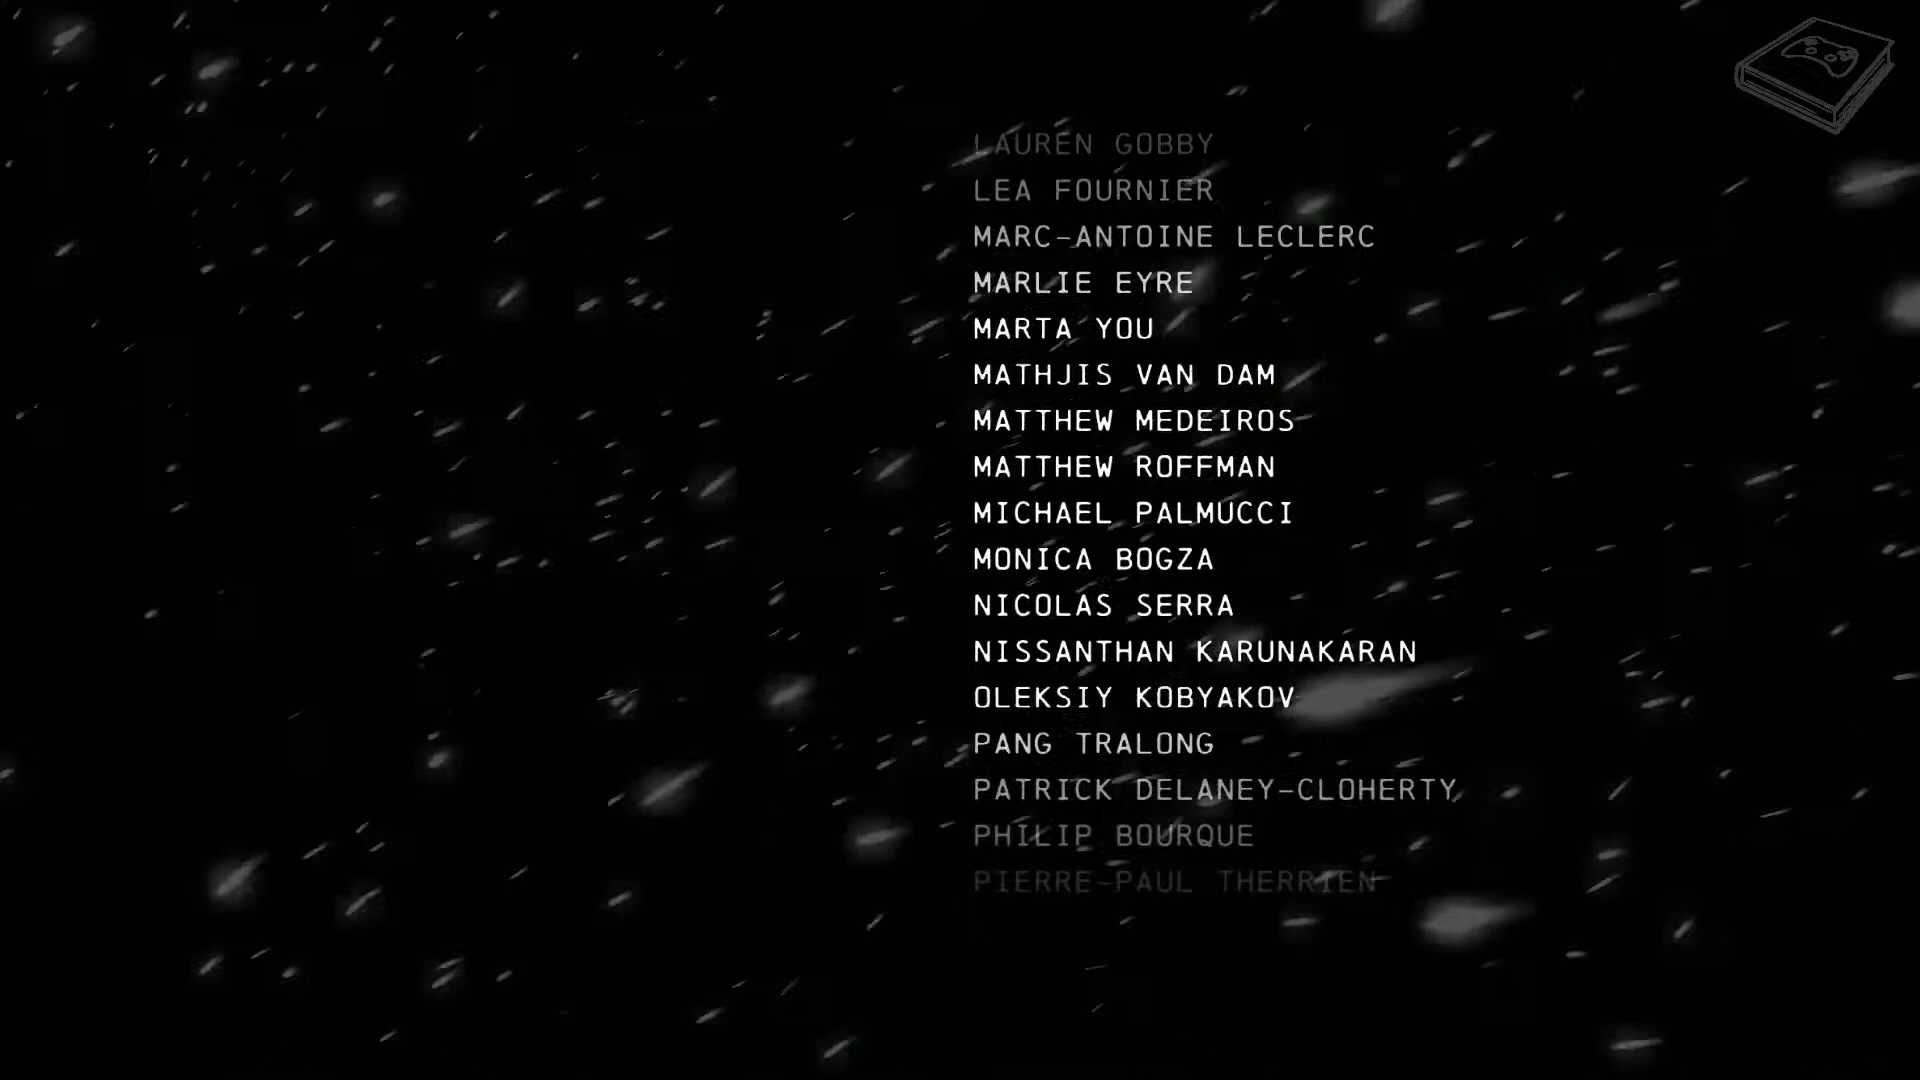 LAUREN GOBBY
LEA FOURNIER
MARC-ANTOINE LECLERC
MARLIE EYRE
MARTA YOU
MATHJIS VAN DAM
MATTHEW MEDEIROS
MATTHEW ROFFMAN
MICHAEL PALMUCCI
MONICA BOGZA
NICOLAS SERRA
NISSANTHAN KARUNAKARAN
OLEKSIY KOBYAKOV
PANG TRALONG
PATRICK DELANEY-CLOHERTY
PHILIP BOURQUE
PIERRE-PAUL THERRIEN